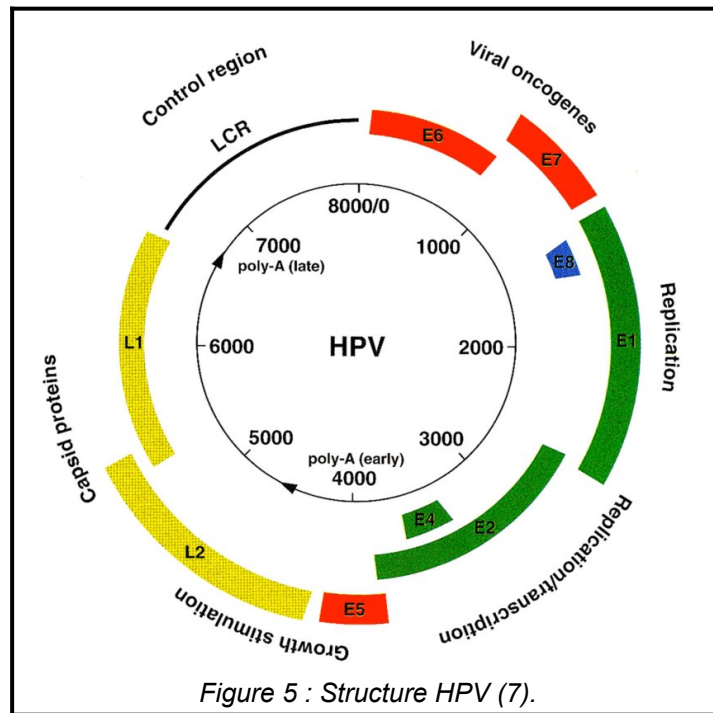 Control region
Viral oncogenes
LCR
E6
E7
8000/0
7000
1000
poly-A (late)
E8
Replication
L1
6000
HPV
2000
E1
Capsid proteins
5000
poly-A (early)
3000
4000
E4
E2
Replication/transcription
L2
E5
Growth stimulation
Figure 5 : Structure HPV (7).